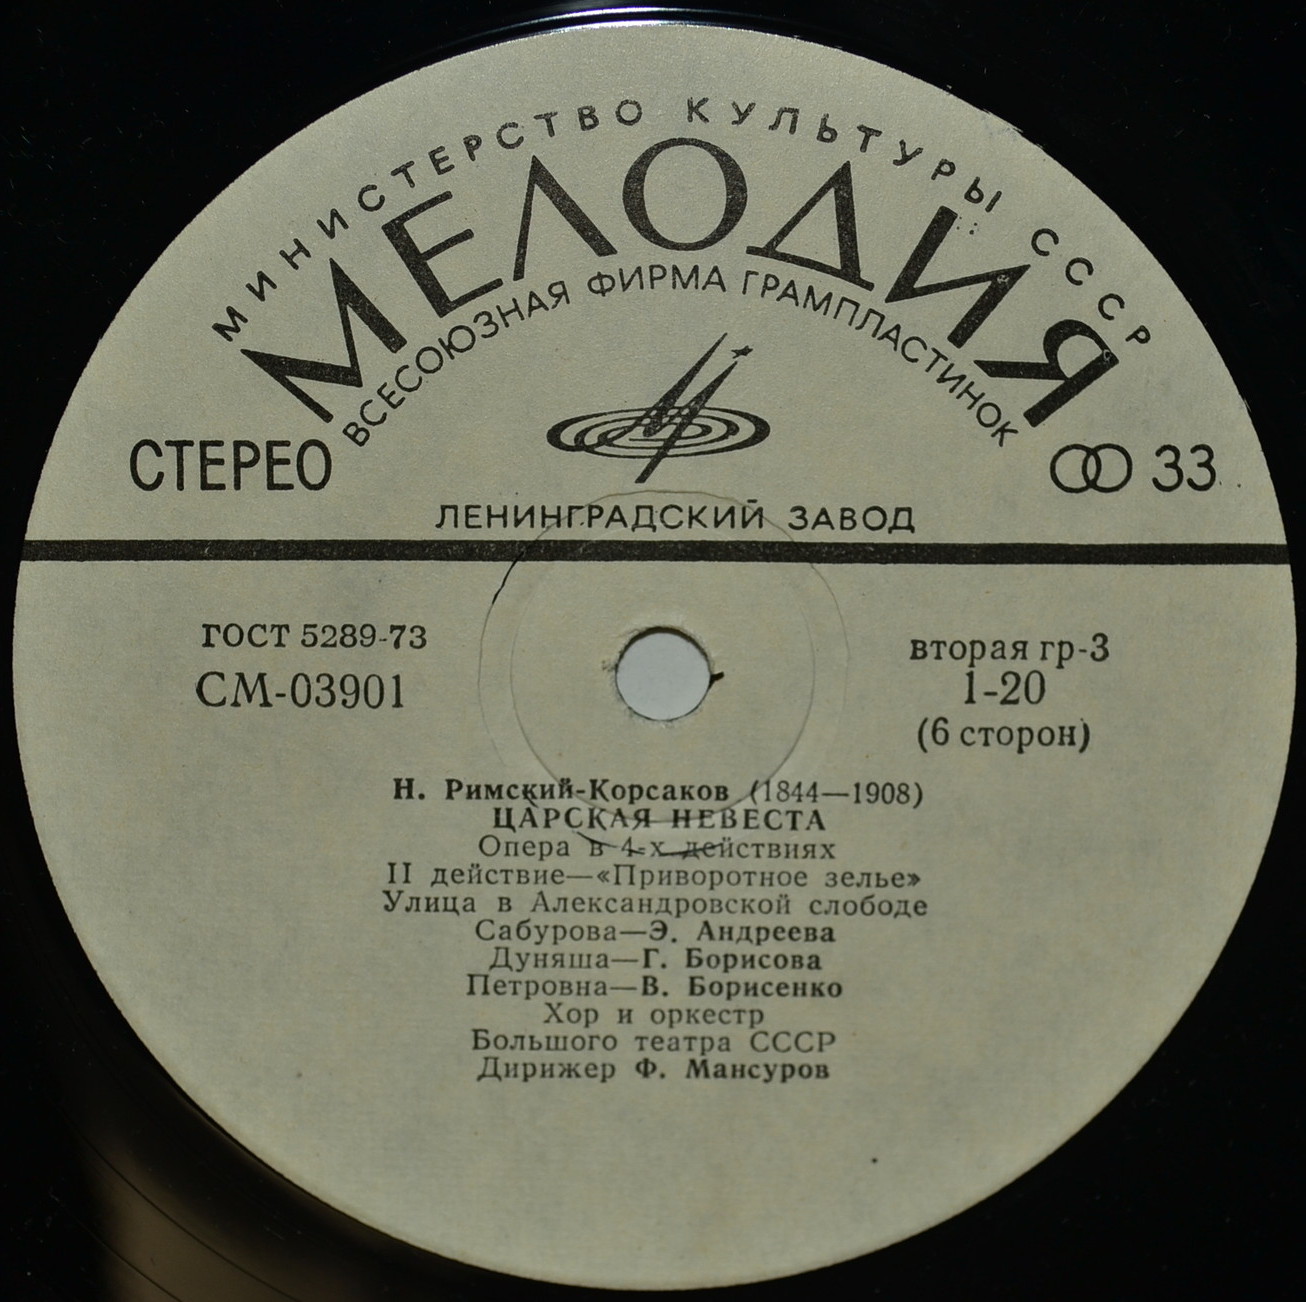 МИНИСТЕРСТВО КУЛЬТУРЫ СССР
МЕЛОДИЯ
ВСЕСОЮЗНАЯ ФИРМА ГРАМПЛАСТИНОК
СТЕРЕО
33
ЛЕНИНГРАДСКИЙ ЗАВОД
ГОСТ 5289-73
СМ-03901
вторая гр-3
1-20
(6 сторон)
Н. Римский-Корсаков (1844—1908)
ЦАРСКАЯ НЕВЕСТА
Опера в 4-х действиях
II действие—«Приворотное зелье»
Улица в Александровской слободе
Сабурова—Э. Андреева
Дуняша—Г. Борисова
Петровна—В. Борисенко
Хор и оркестр
Большого театра СССР
Дирижер Ф. Мансуров